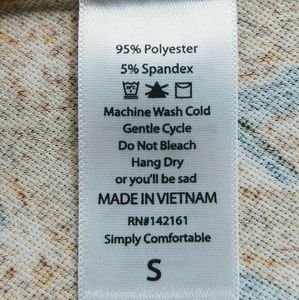 95% Polyester
5% Spandex
Machine Wash Cold
Gentle Cycle
Do Not Bleach
Hang Dry
or you'll be sad
MADE IN VIETNAM
RN#142161
Simply Comfortable
S